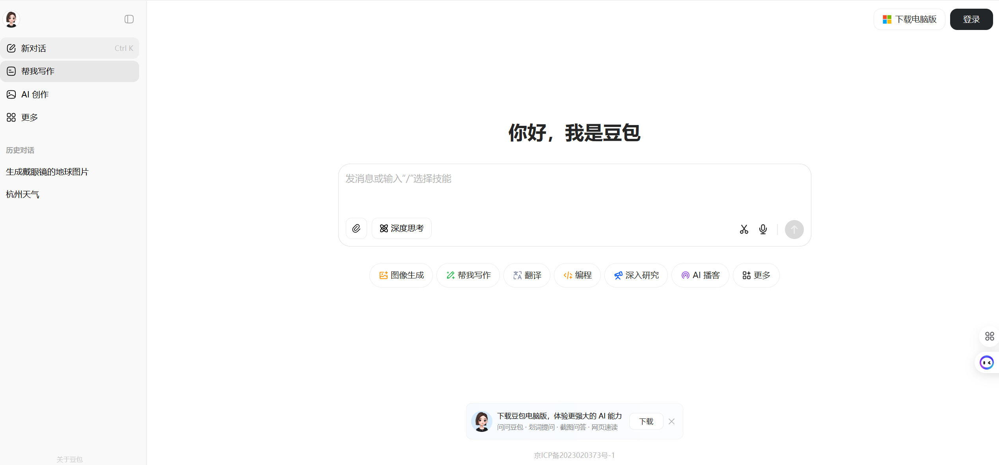 下载电脑版
登录
新对话
Ctrl K
帮我写作
AI 创作
更多
历史对话
生成戴眼镜的地球图片
杭州天气
关于豆包
你好，我是豆包
发消息或输入“/”选择技能
深度思考
图像生成
帮我写作
翻译
编程
深入研究
AI 播客
更多
下载豆包电脑版，体验更强大的 AI 能力
问问豆包 · 划词提问 · 截图问答 · 网页速读
下载
京ICP备2023020373号-1